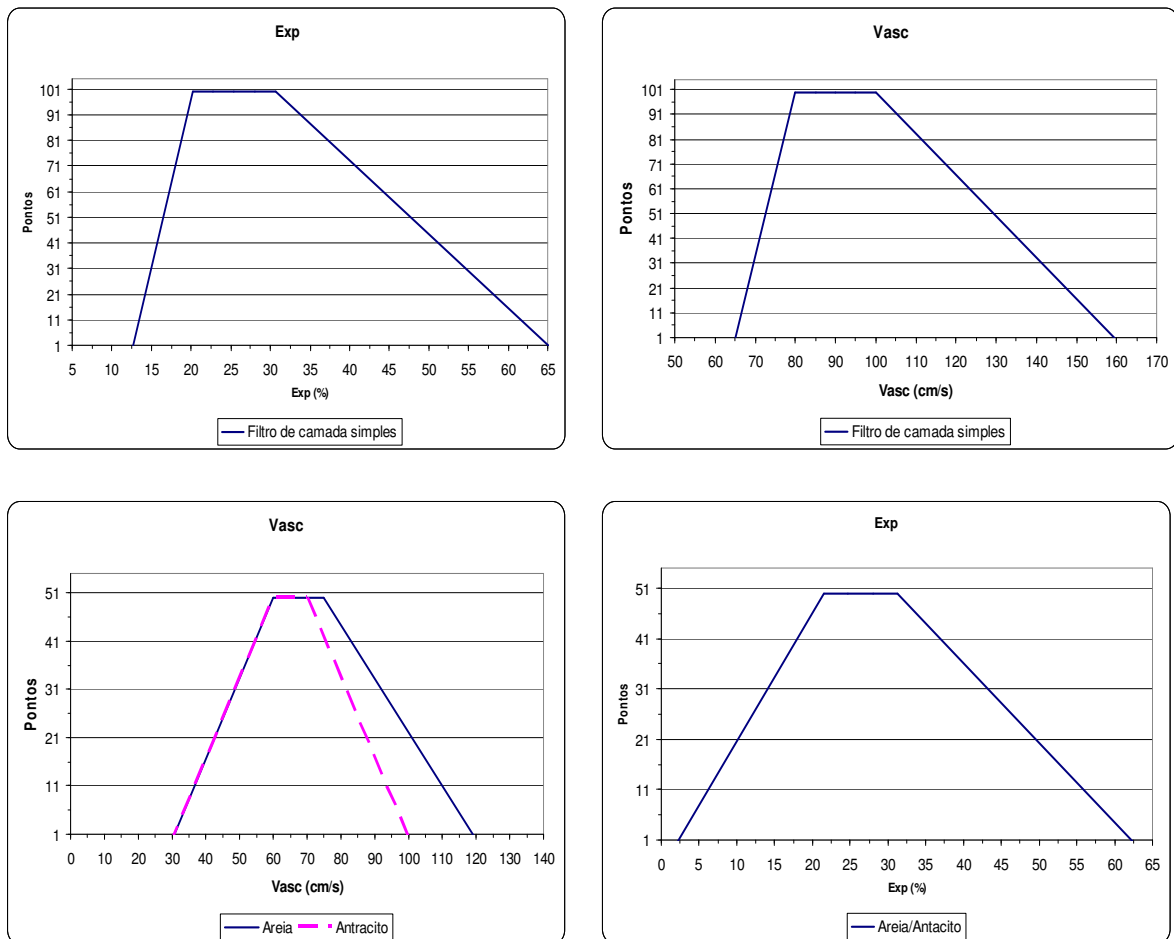 Exp
Pontos
101
91
81
71
61
51
41
31
21
11
1
5 10 15 20 25 30 35 40 45 50 55 60 65
Exp (%)
Filtro de camada simples
Vasc
Pontos
101
91
81
71
61
51
41
31
21
11
1
50 60 70 80 90 100 110 120 130 140 150 160 170
Vasc (cm/s)
Filtro de camada simples
Vasc
Pontos
51
41
31
21
11
1
0 10 20 30 40 50 60 70 80 90 100 110 120 130 140
Vasc (cm/s)
Areia Antracito
Exp
Pontos
51
41
31
21
11
1
0 5 10 15 20 25 30 35 40 45 50 55 60 65
Exp (%)
Areia/Antacito